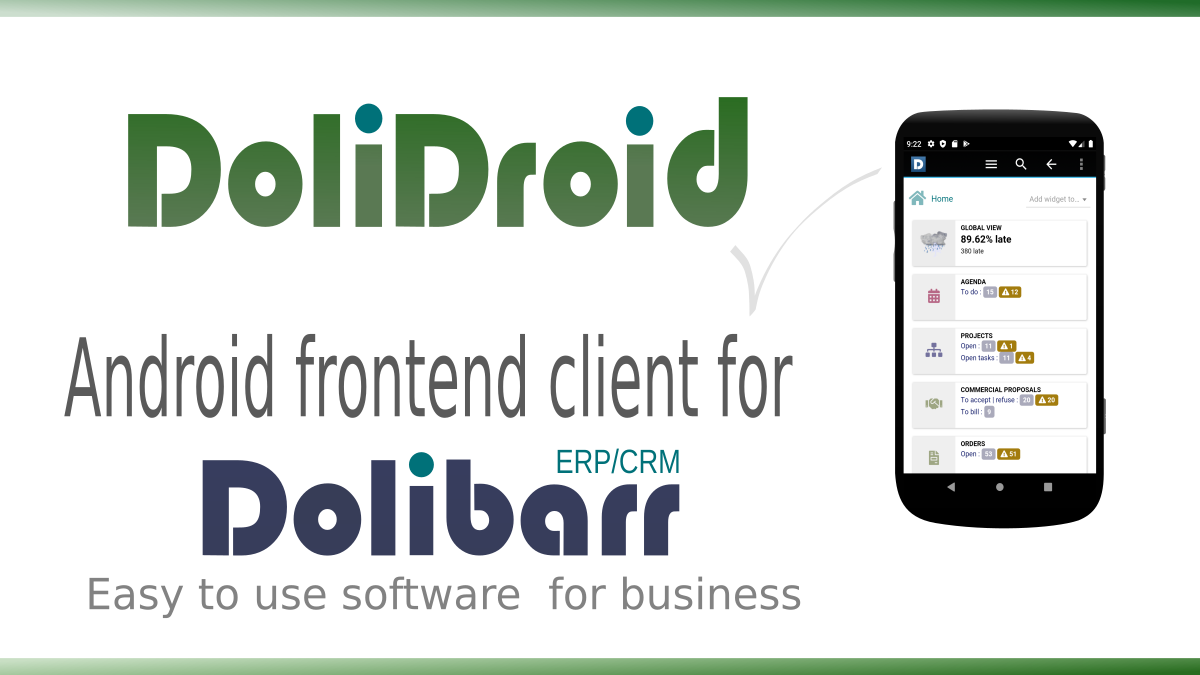 DoliDroid
Android frontend client for
ERP/CRM
Dolibarr
Easy to use software for business
9:22
D
Home
Add widget to...
GLOBAL VIEW
89.62% late
380 late
AGENDA
To do : 15 12
PROJECTS
Open : 11 1
Open tasks : 11 4
COMMERCIAL PROPOSALS
To accept | refuse : 20 20
To bill : 9
ORDERS
Open : 53 51